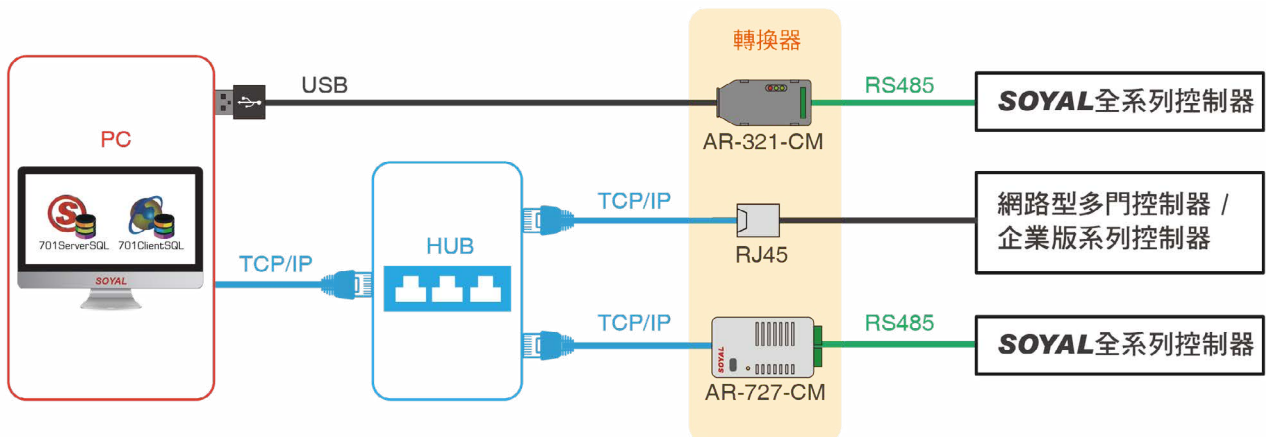 轉換器
USB
RS485
SOYAL全系列控制器
AR-321-CM
PC
701ServerSQL
701ClientSQL
SOYAL
TCP/IP
HUB
TCP/IP
RJ45
網路型多門控制器 /
企業版系列控制器
TCP/IP
SOYAL
RS485
SOYAL全系列控制器
AR-727-CM